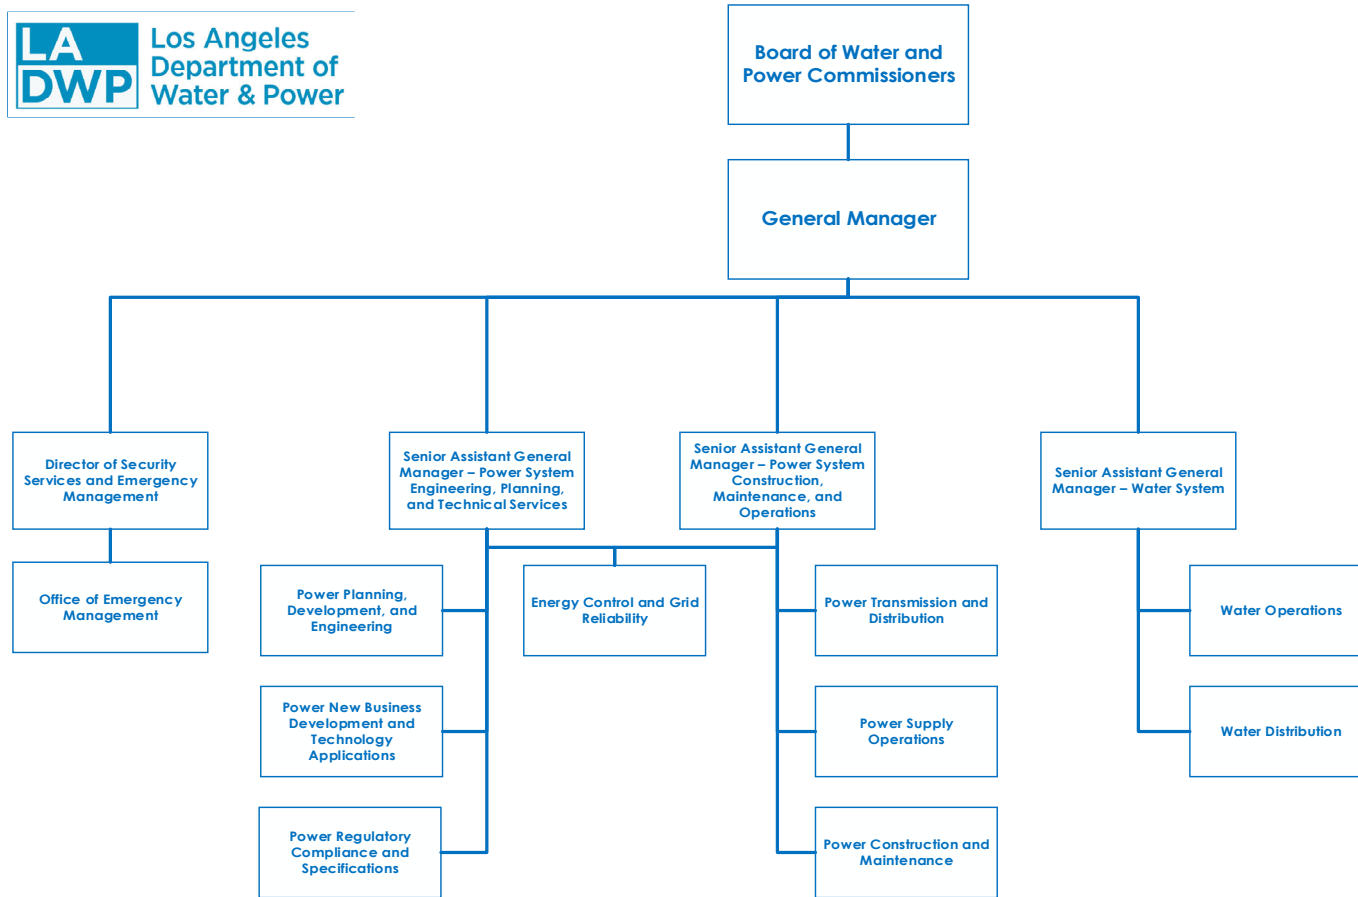 LA
DWP
Los Angeles
Department of
Water & Power
Board of Water and
Power Commissioners
General Manager
Director of Security
Services and Emergency
Management
Senior Assistant General
Manager – Power System
Engineering, Planning,
and Technical Services
Senior Assistant General
Manager – Power System
Construction,
Maintenance, and
Operations
Senior Assistant General
Manager – Water System
Office of Emergency
Management
Power Planning,
Development, and
Engineering
Energy Control and Grid
Reliability
Power Transmission and
Distribution
Water Operations
Power New Business
Development and
Technology
Applications
Power Supply
Operations
Water Distribution
Power Regulatory
Compliance and
Specifications
Power Construction and
Maintenance